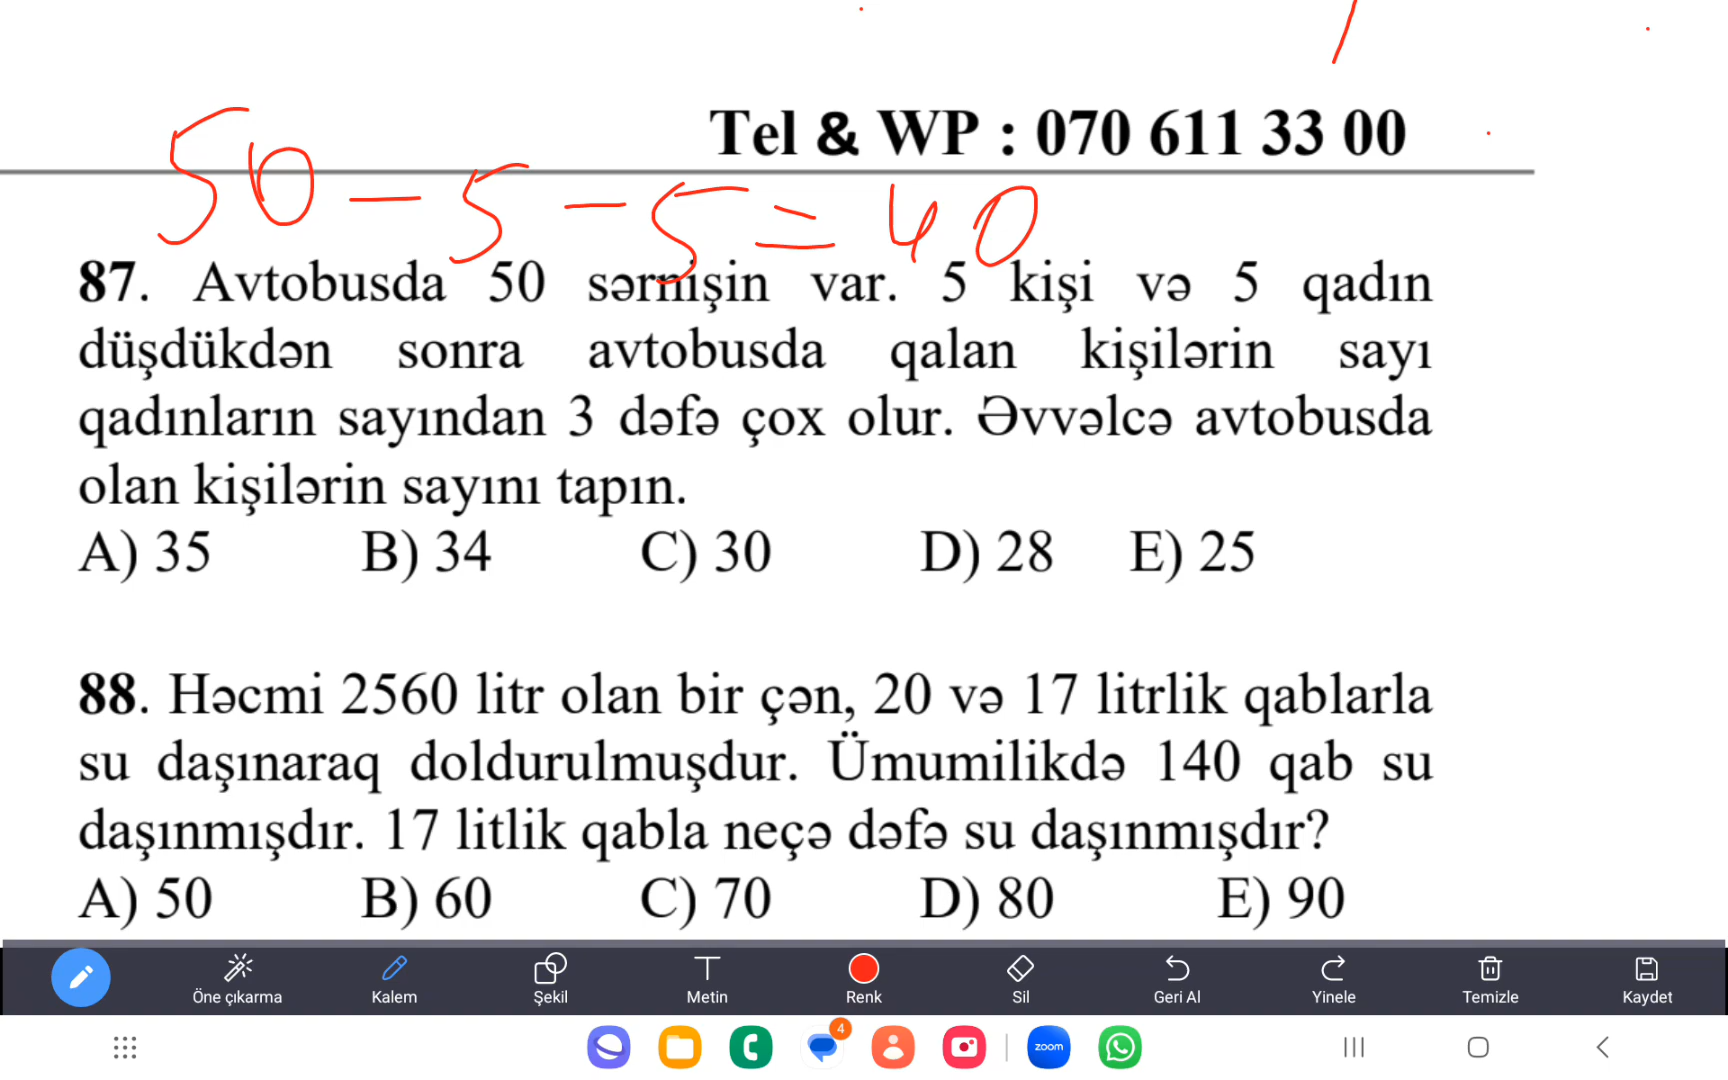 Tel & WP : 070 611 33 00
50 - 5 - 5 = 40
87. Avtobusda 50 sərnişin var. 5 kişi və 5 qadın
düşdükdən sonra avtobusda qalan kişilərin sayı
qadınların sayından 3 dəfə çox olur. Əvvəlcə avtobusda
olan kişilərin sayını tapın.
A) 35 B) 34 C) 30 D) 28 E) 25
88. Həcmi 2560 litr olan bir çən, 20 və 17 litrlik qablarla
su daşınaraq doldurulmuşdur. Ümumilikdə 140 qab su
daşınmışdır. 17 litlik qabla neçə dəfə su daşınmışdır?
A) 50 B) 60 C) 70 D) 80 E) 90
Öne çıkarma Kalem Şekil Metin Renk Sil Geri Al Yinele Temizle Kaydet
4
zoom